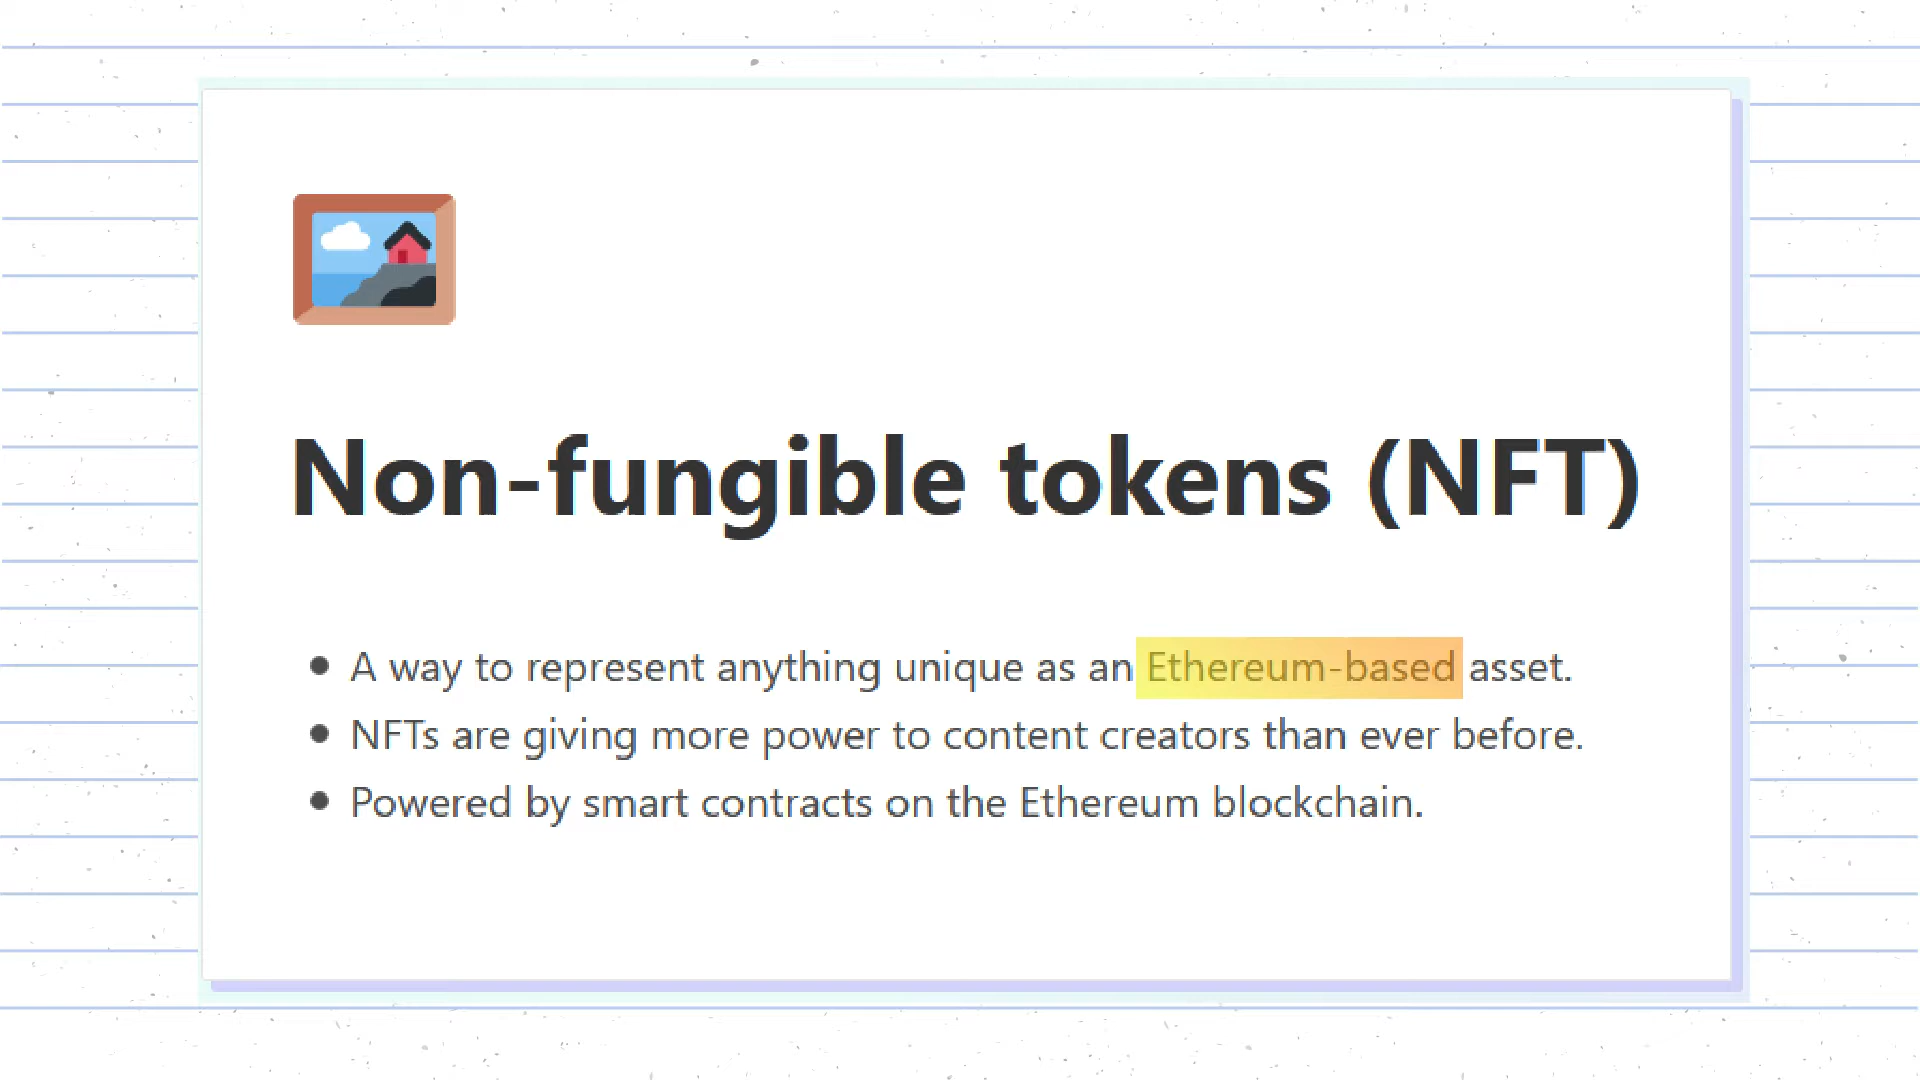 Non-fungible tokens (NFT)
• A way to represent anything unique as an Ethereum-based asset.
• NFTs are giving more power to content creators than ever before.
• Powered by smart contracts on the Ethereum blockchain.